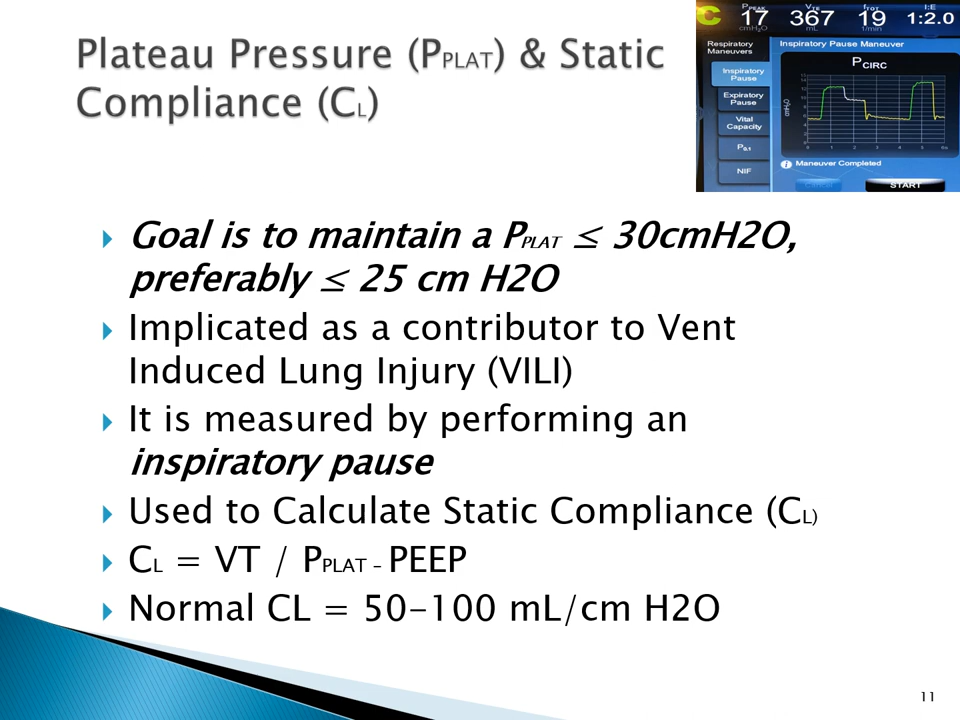 Plateau Pressure (PPLAT) & Static
Compliance (CL)
PPEAK VTE fTOT I:E
C 17 367 19 1:2.0
cmH2O mL 1/min
Respiratory
Maneuvers
Inspiratory Pause Maneuver
Inspiratory
Pause
Expiratory
Pause
Vital
Capacity
P0.1
NIF
PCIRC
Maneuver Completed
Cancel START
Goal is to maintain a PPLAT ≤ 30cmH2O,
preferably ≤ 25 cm H2O
Implicated as a contributor to Vent
Induced Lung Injury (VILI)
It is measured by performing an
inspiratory pause
Used to Calculate Static Compliance (CL)
CL = VT / PPLAT – PEEP
Normal CL = 50-100 mL/cm H2O
11